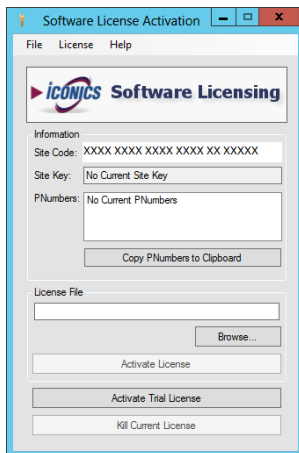 Software License Activation
File License Help
ICONICS Software Licensing
Information
Site Code: XXXX XXXX XXXX XXXX XX XXXXX
Site Key: No Current Site Key
PNumbers: No Current PNumbers
Copy PNumbers to Clipboard
License File
Browse...
Activate License
Activate Trial License
Kill Current License